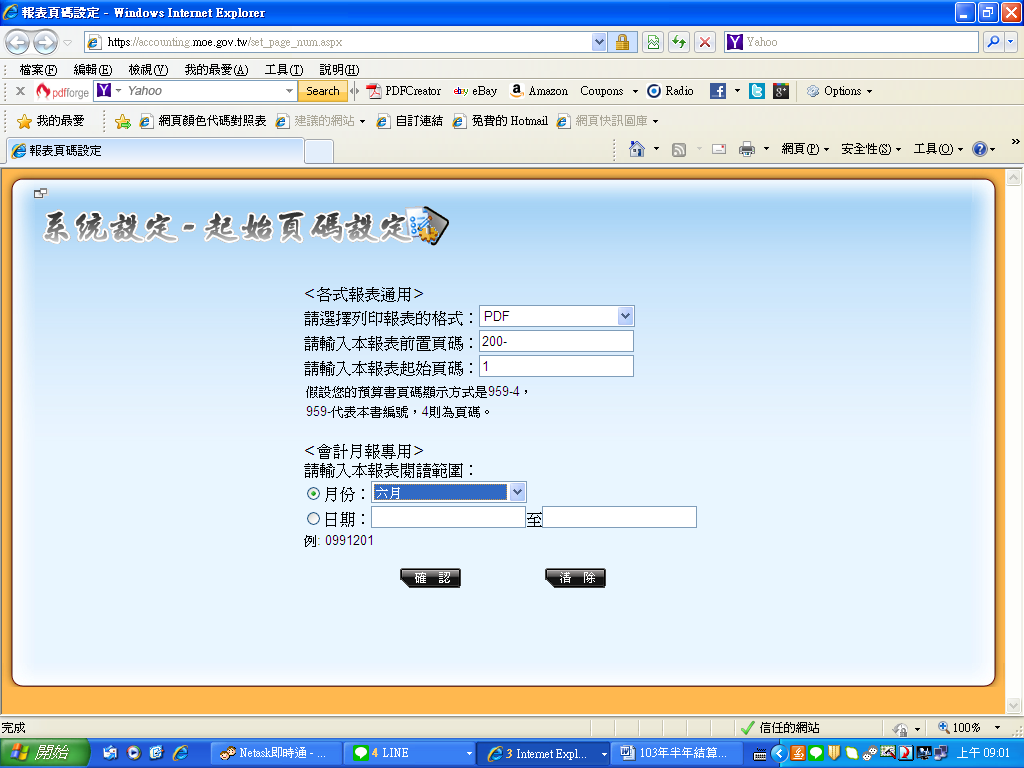 報表頁碼設定 - Windows Internet Explorer
https://accounting.moe.gov.tw/set_page_num.aspx
Yahoo
檔案(F) 編輯(E) 檢視(V) 我的最愛(A) 工具(T) 說明(H)
pdfforge Yahoo Search PDFCreator ebay eBay Amazon Coupons Radio Options
我的最愛 網頁顏色代碼對照表 建議的網站 自訂連結 免費的 Hotmail 網頁快訊圖庫
報表頁碼設定 網頁(P) 安全性(S) 工具(O)
系統設定-起始頁碼設定
<各式報表通用>
請選擇列印報表的格式：PDF
請輸入本報表前置頁碼：200-
請輸入本報表起始頁碼：1
假設您的預算書頁碼顯示方式是959-4，
959-代表本書編號，4則為頁碼。
<會計月報專用>
請輸入本報表閱讀範圍：
月份：六月
日期： 至
例: 0991201
確 認 清 除
完成 信任的網站 100%
開始 Netask即時通 - ... 4 LINE 3 Internet Expl... 103年半年結算... 上午 09:01